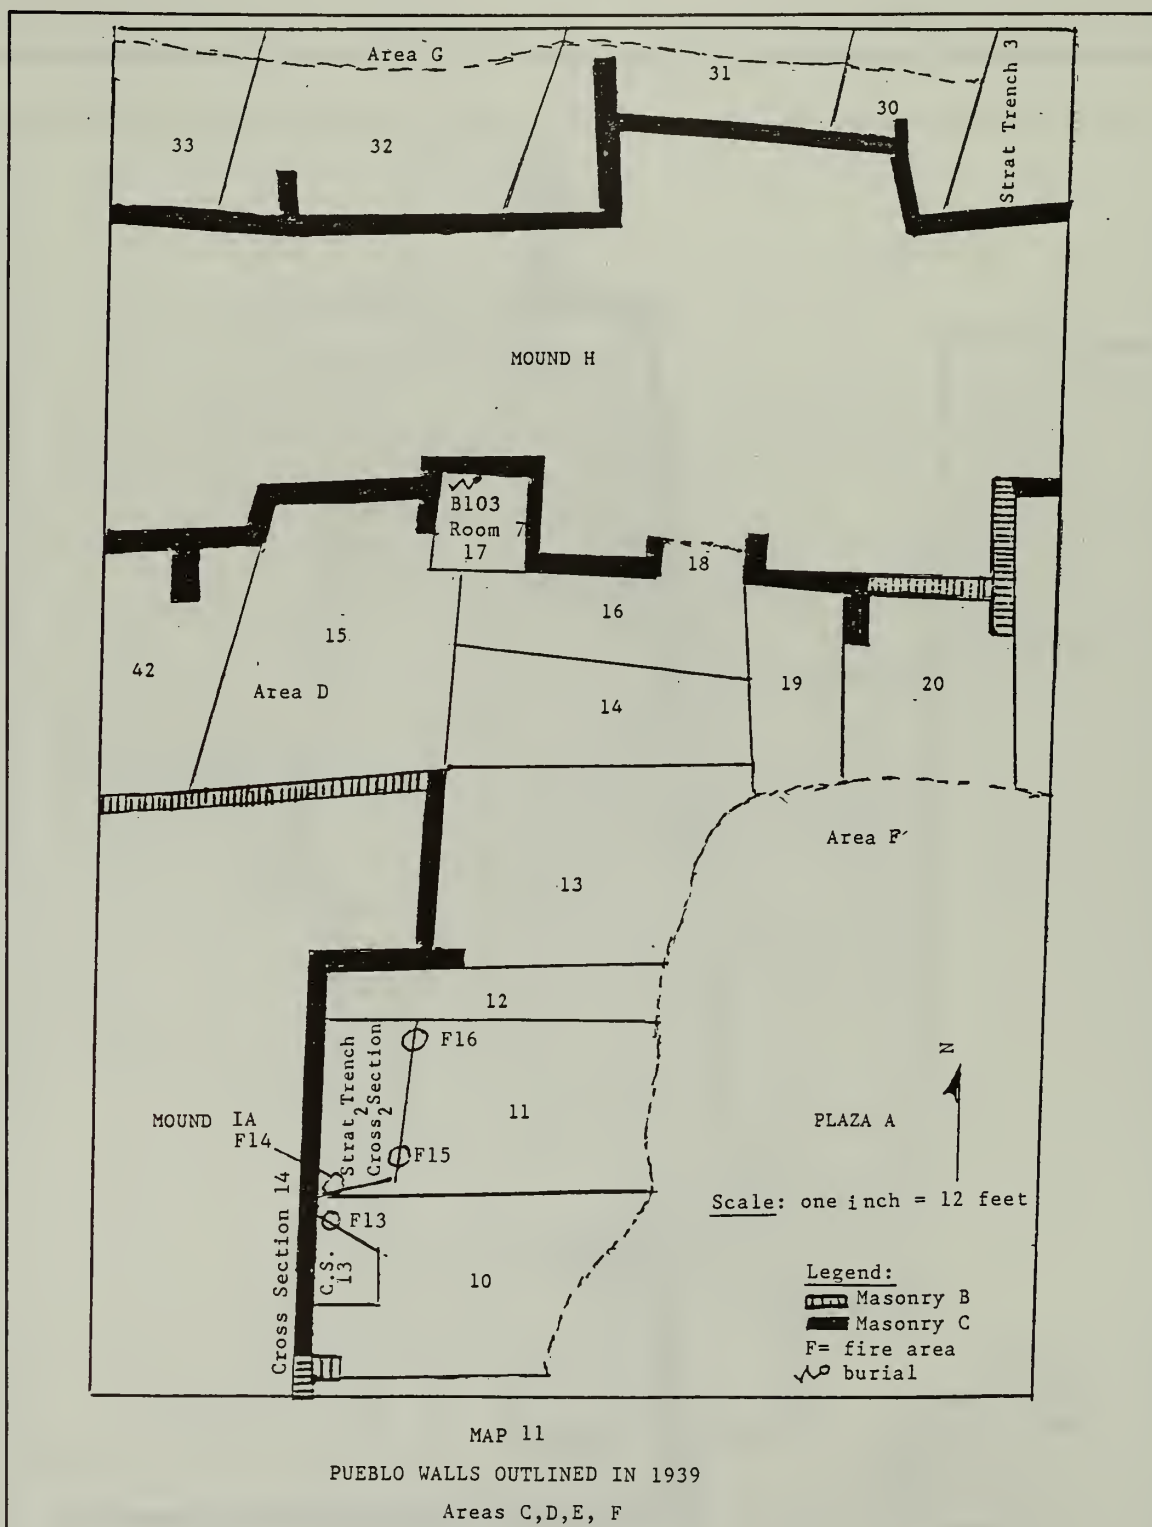 Area G
31
Strat Trench 3
30
33
32
MOUND H
B103
Room 7
17
18
16
15
42
Area D
14
19
20
Area F
13
12
Strat Trench 2
Cross Section 2
F16
N
11
MOUND IA
F14
PLAZA A
F15
Cross Section 14
F13
Scale: one inch = 12 feet
C.S. 13
10
Legend:
Masonry B
Masonry C
F= fire area
burial
MAP 11
PUEBLO WALLS OUTLINED IN 1939
Areas C,D,E, F